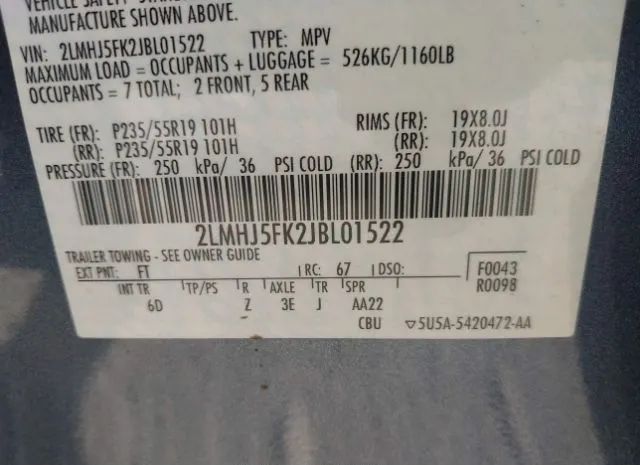 VEHICLE SAFETY
MANUFACTURE SHOWN ABOVE.
VIN: 2LMHJ5FK2JBL01522 TYPE: MPV
MAXIMUM LOAD = OCCUPANTS + LUGGAGE = 526KG/1160LB
OCCUPANTS = 7 TOTAL; 2 FRONT, 5 REAR
TIRE (FR): P235/55R19 101H RIMS (FR): 19X8.0J
(RR): P235/55R19 101H (RR): 19X8.0J
PRESSURE (FR): 250 kPa/ 36 PSI COLD (RR): 250 kPa/ 36 PSI COLD
2LMHJ5FK2JBL01522
TRAILER TOWING - SEE OWNER GUIDE
EXT PNT: FT RC: 67 DSO: F0043
INT TR TP/PS R AXLE TR SPR R0098
6D Z 3E J AA22
CBU ▽5U5A-5420472-AA